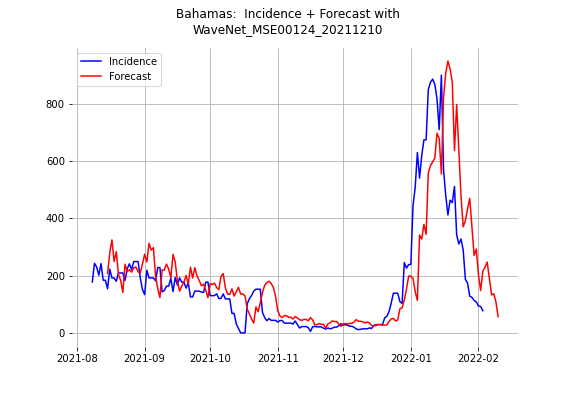 Bahamas:  Incidence + Forecast with
WaveNet_MSE00124_20211210
Incidence
Forecast
800
600
400
200
0
2021-08 2021-09 2021-10 2021-11 2021-12 2022-01 2022-02